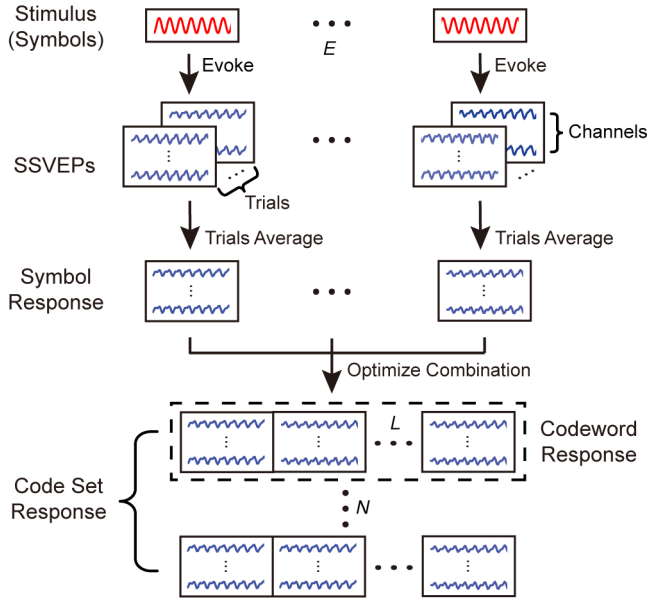 Stimulus
(Symbols)
E
Evoke
Evoke
SSVEPs
Channels
Trials
Trials Average
Trials Average
Symbol
Response
Optimize Combination
L
Codeword
Response
Code Set
Response
N